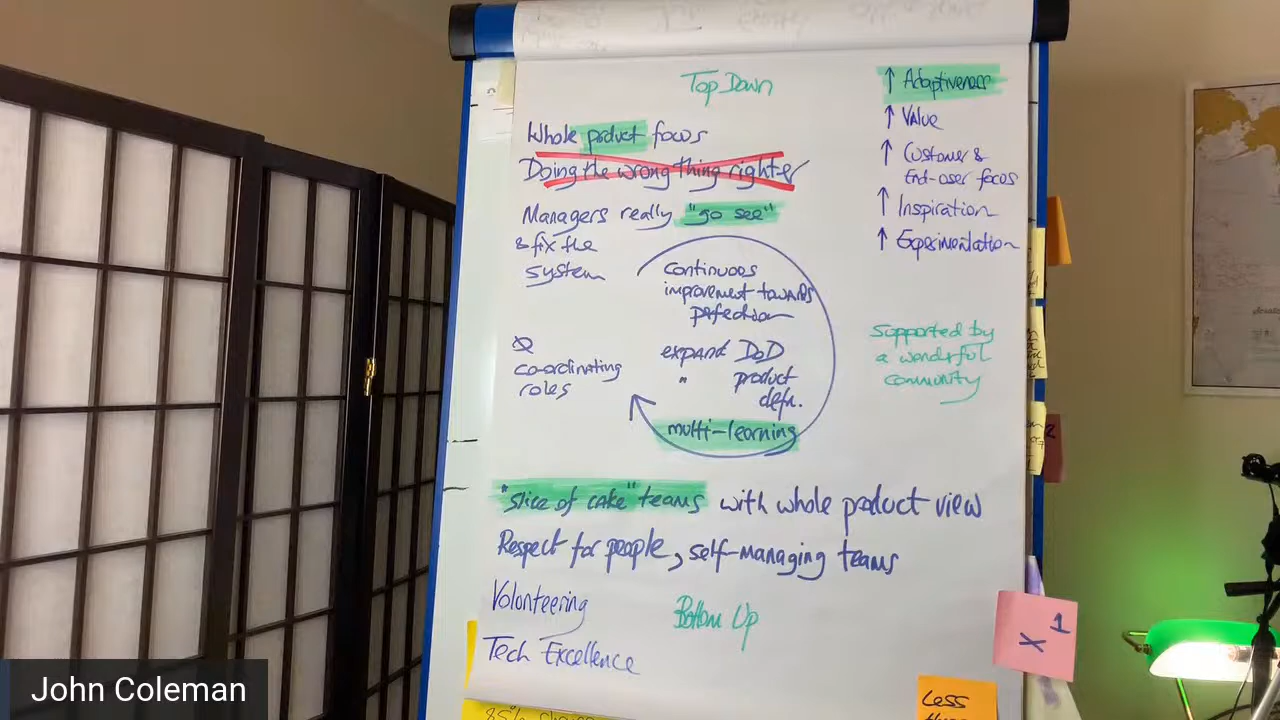 Top Down
Whole product focus
Doing the wrong thing righter
Managers really "go see"
& fix the
system
co-ordinating
roles
Continuous
improvement towards
perfection
expand DoD
" product
defn.
multi-learning
↑ Adaptiveness
↑ Value
↑ Customer &
End-user focus
↑ Inspiration
↑ Experimentation
Supported by
a wonderful
community
"slice of cake" teams with whole product view
Respect for people, self-managing teams
Volunteering
Bottom Up
Tech Excellence
x 1
Less
85%
John Coleman